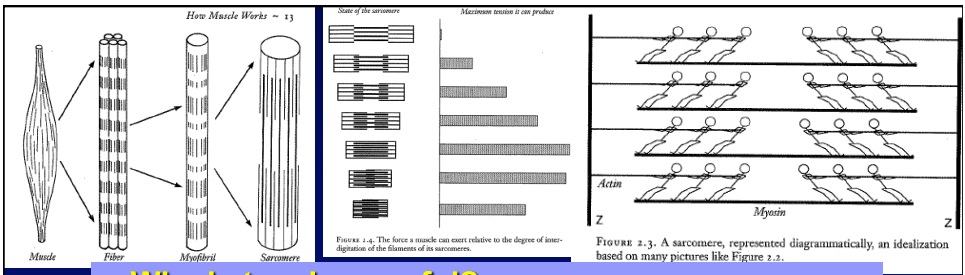 How Muscle Works ~ 13
Muscle
Fiber
Myofibril
Sarcomere
State of the sarcomere
Maximum tension it can produce
FIGURE 2.4. The force a muscle can exert relative to the degree of inter-
digitation of the filaments of its sarcomeres.
Actin
Myosin
Z
Z
FIGURE 2.3. A sarcomere, represented diagrammatically, an idealization
based on many pictures like Figure 2.2.